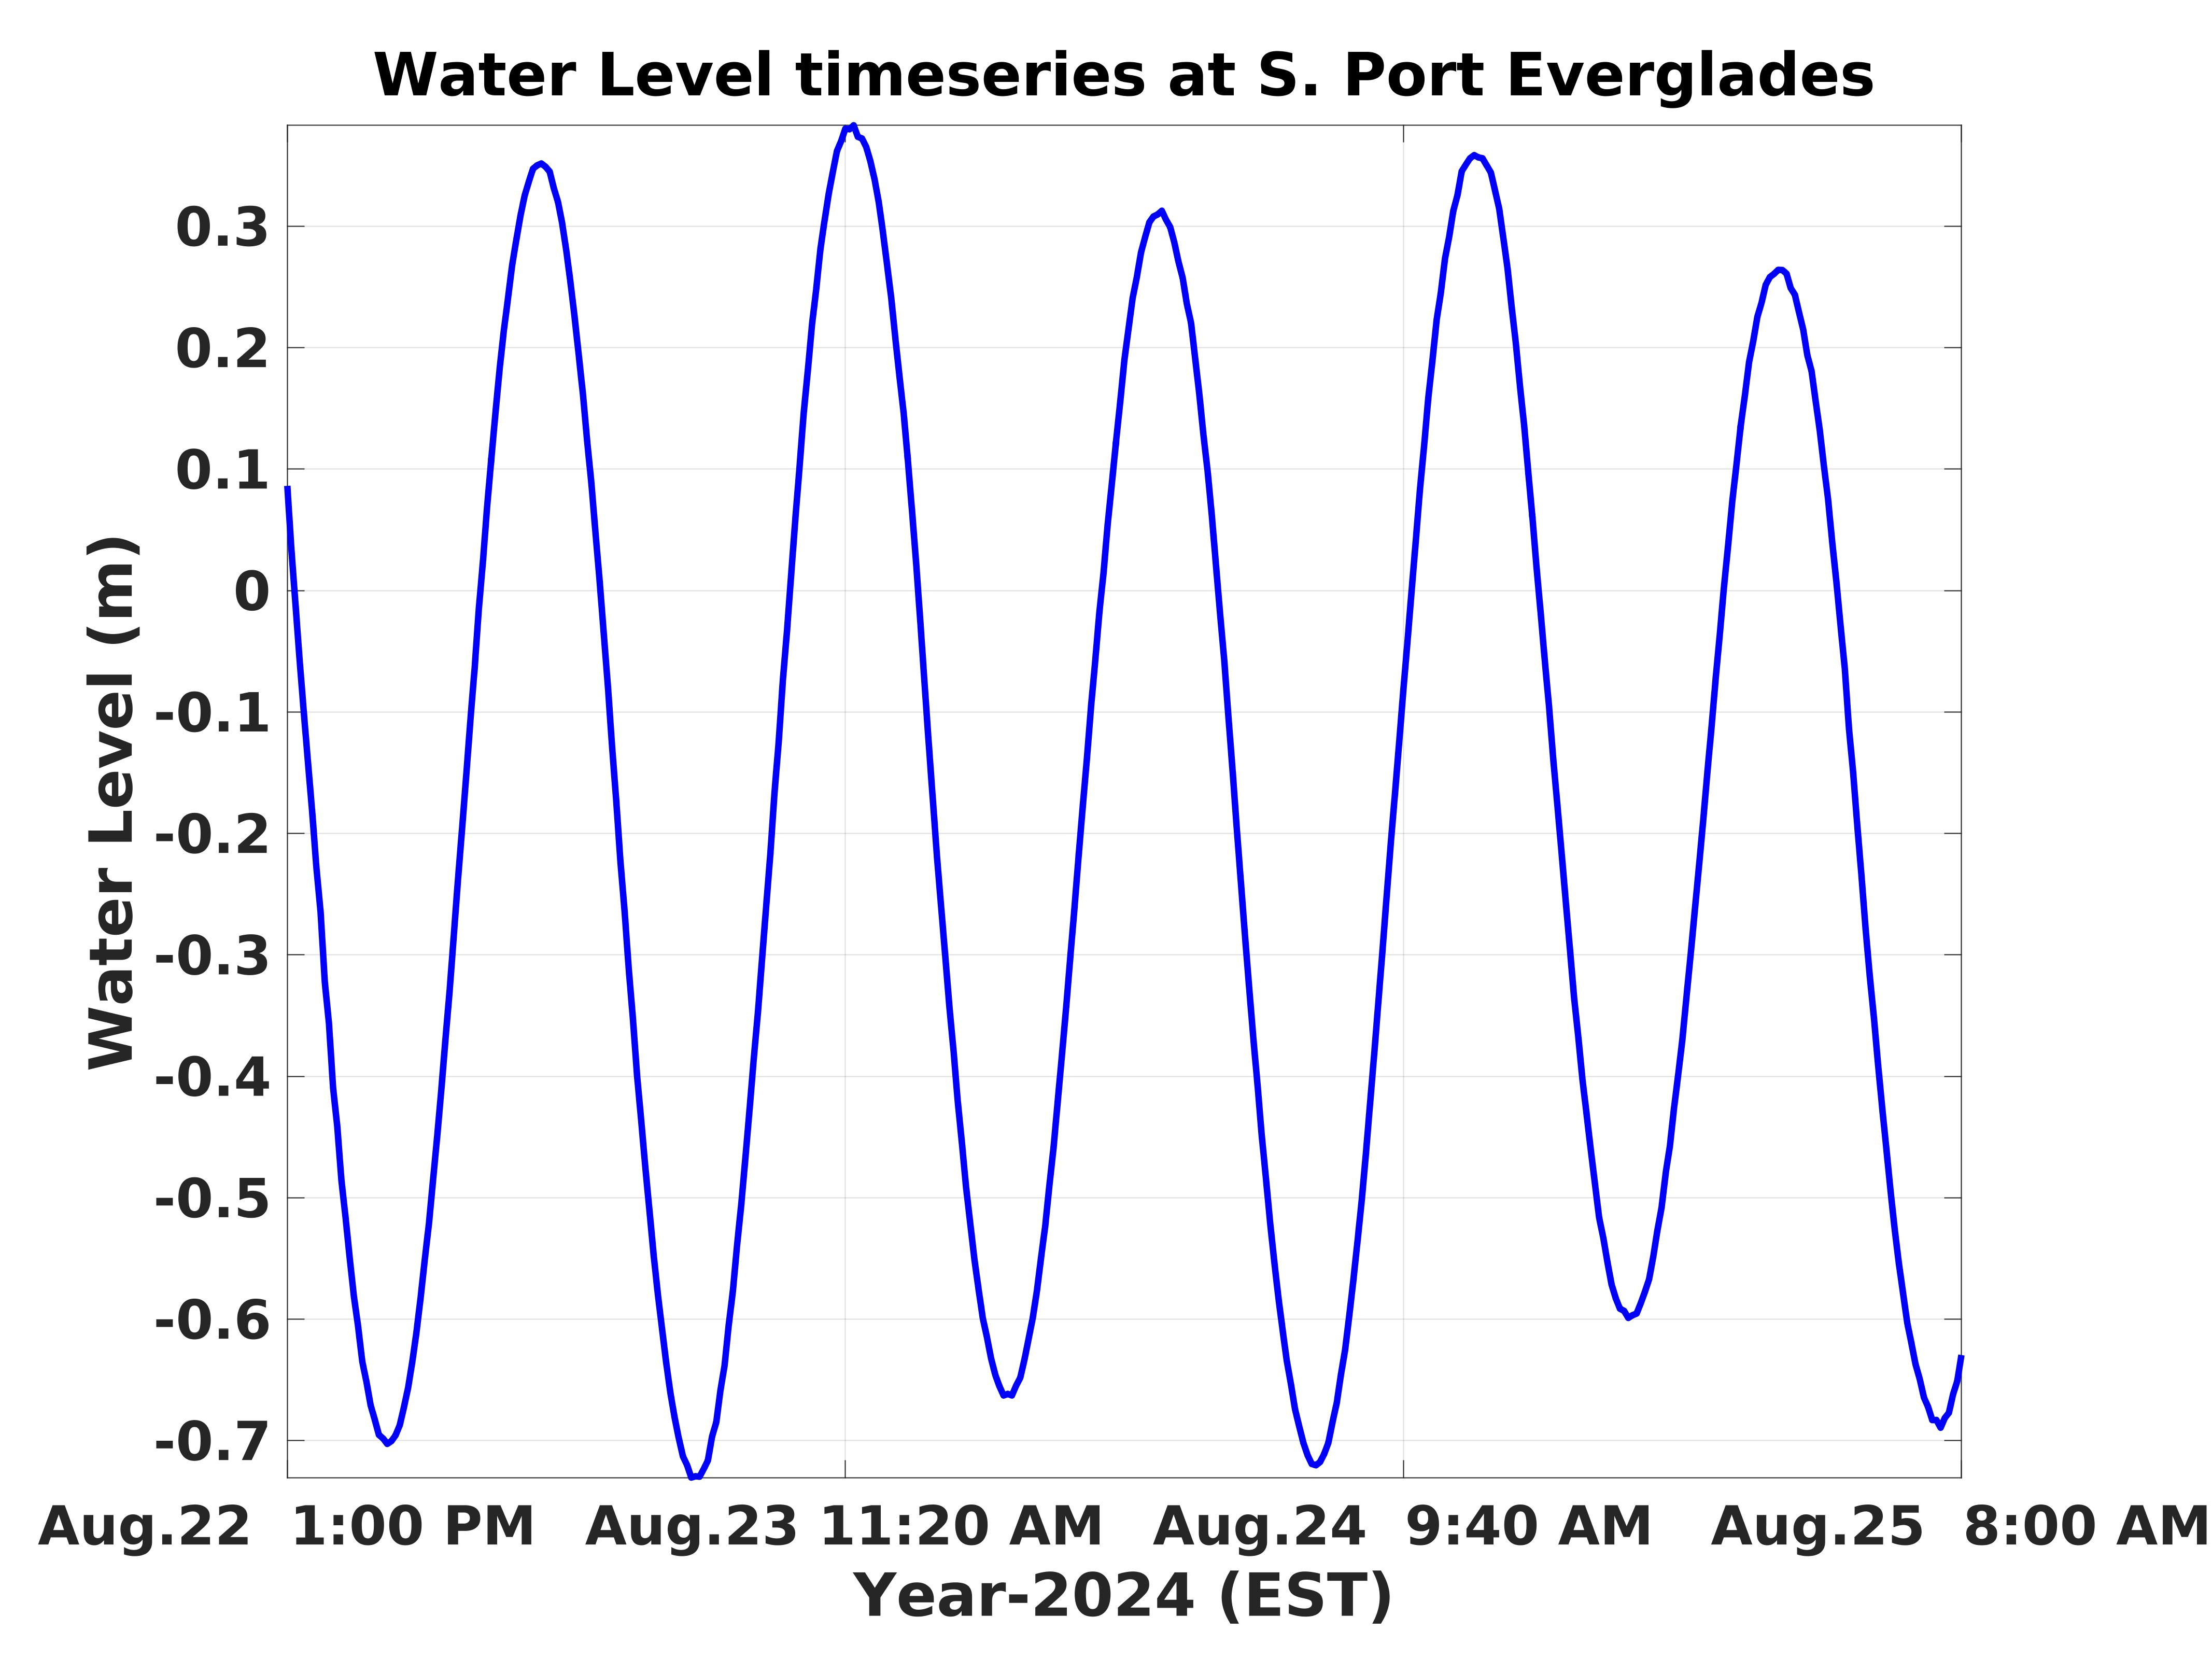 Water Level timeseries at S. Port Everglades
0.3
0.2
0.1
0
-0.1
-0.2
-0.3
-0.4
-0.5
-0.6
-0.7
Water Level (m)
Aug.22 1:00 PM Aug.23 11:20 AM Aug.24 9:40 AM Aug.25 8:00 AM
Year-2024 (EST)